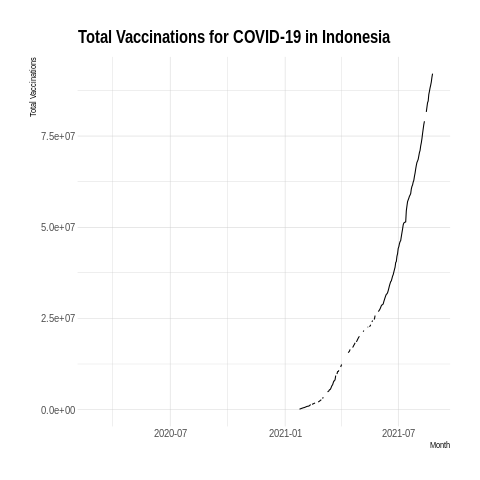 Total Vaccinations for COVID-19 in Indonesia
Total Vaccinations
7.5e+07
5.0e+07
2.5e+07
0.0e+00
2020-07
2021-01
2021-07
Month